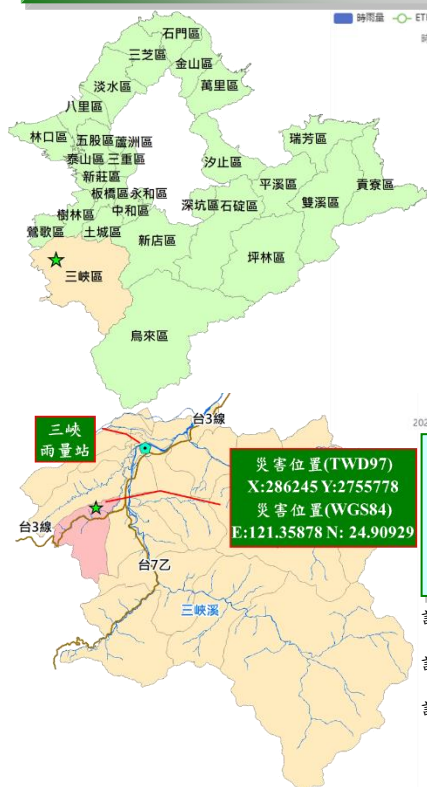 時雨量 ET
時
石門區
三芝區
金山區
淡水區
萬里區
八里區
林口區
五股區
蘆洲區
泰山區
三重區
新莊區
板橋區
永和區
中和區
樹林區
鶯歌區
土城區
三峽區
新店區
烏來區
汐止區
深坑區
石碇區
平溪區
瑞芳區
雙溪區
貢寮區
坪林區
台3線
三峽
雨量站
202
災害位置(TWD97)
X:286245 Y:2755778
災害位置(WGS84)
E:121.35878 N: 24.90929
台3線
台7乙
三峽溪